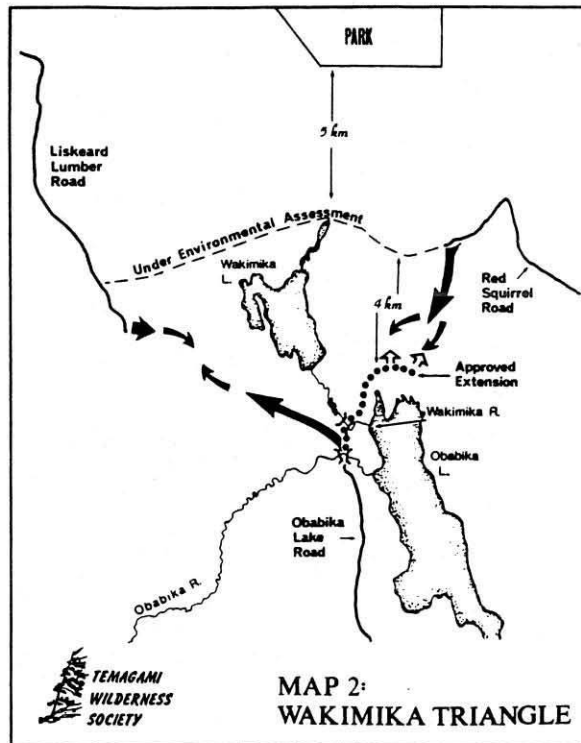 PARK
5 km
Liskeard
Lumber
Road
Under Environmental Assessment
Wakimika
L
Red
Squirrel
Road
4 km
Approved
Extension
Wakimika R.
Obabika
L
Obabika
Lake
Road
Obabika R.
TEMAGAMI
WILDERNESS
SOCIETY
MAP 2:
WAKIMIKA TRIANGLE